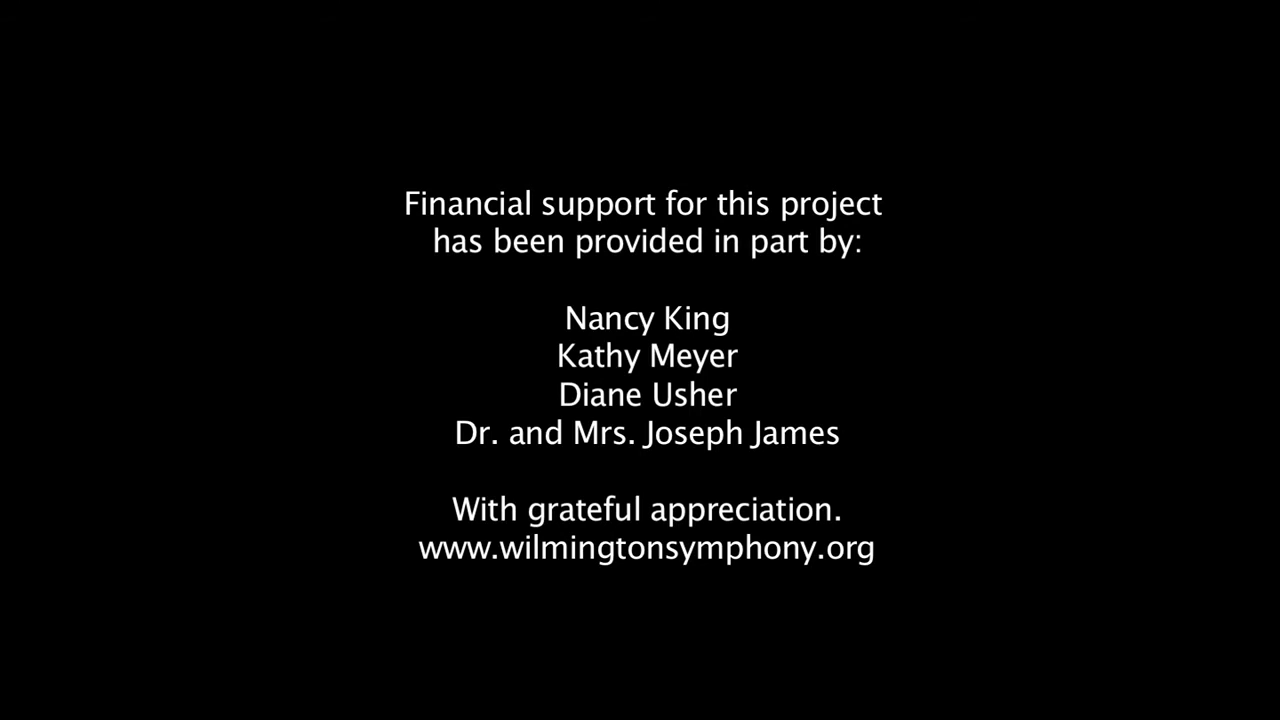 Financial support for this project
has been provided in part by:
Nancy King
Kathy Meyer
Diane Usher
Dr. and Mrs. Joseph James
With grateful appreciation.
www.wilmingtonsymphony.org